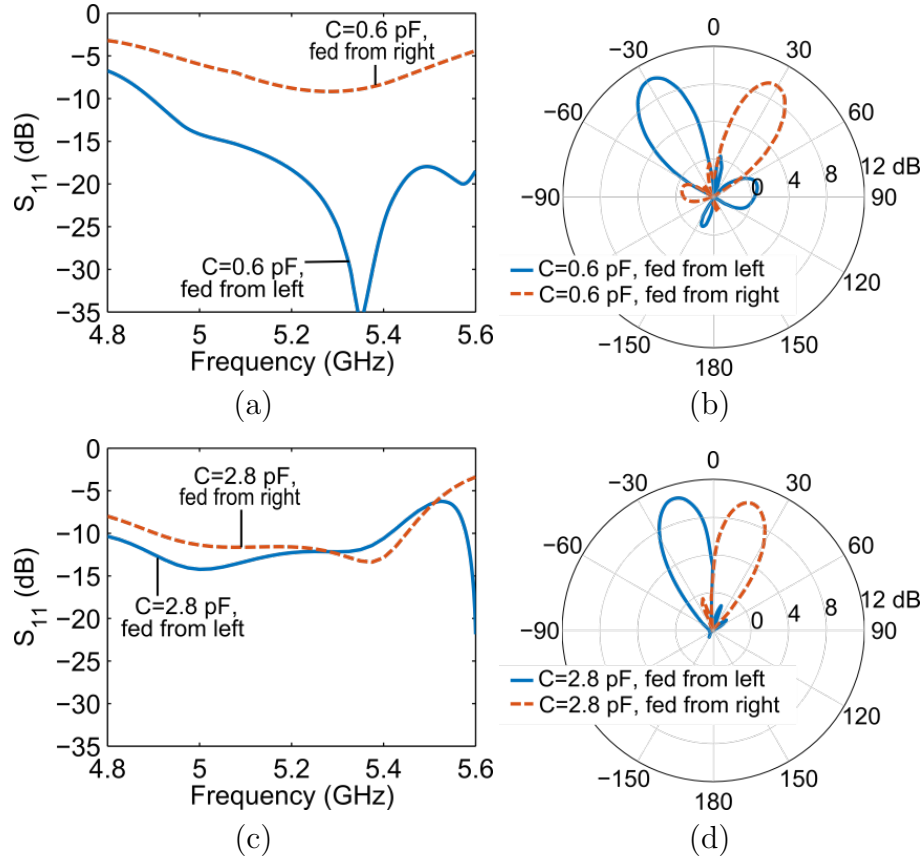 0
−5
−10
−15
−20
−25
−30
−35
S11 (dB)
C=0.6 pF,
fed from right
C=0.6 pF,
fed from left
4.8
5
5.2
5.4
5.6
Frequency (GHz)
(a)
0
−30
30
−60
60
−90
0
4
8
12 dB
90
C=0.6 pF, fed from left
C=0.6 pF, fed from right
120
−150
150
180
(b)
0
−5
−10
−15
−20
−25
−30
−35
S11 (dB)
C=2.8 pF,
fed from right
C=2.8 pF,
fed from left
4.8
5
5.2
5.4
5.6
Frequency (GHz)
(c)
0
−30
30
−60
60
−90
0
4
8
12 dB
90
C=2.8 pF, fed from left
C=2.8 pF, fed from right
120
−150
150
180
(d)